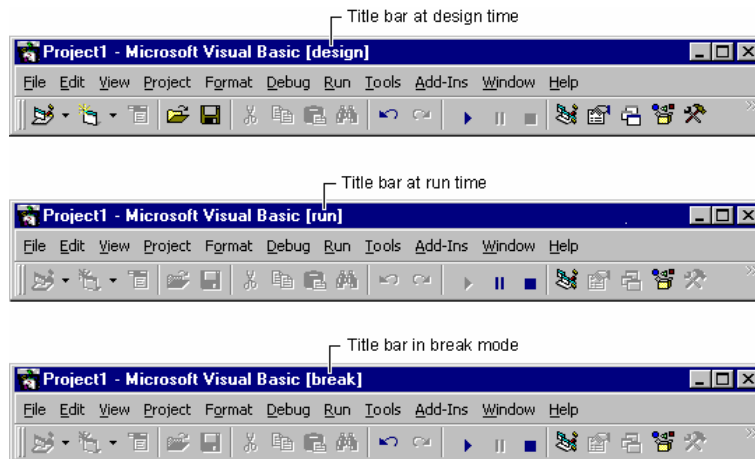 Title bar at design time
Project1 - Microsoft Visual Basic [design]
File Edit View Project Format Debug Run Tools Add-Ins Window Help
Title bar at run time
Project1 - Microsoft Visual Basic [run]
File Edit View Project Format Debug Run Tools Add-Ins Window Help
Title bar in break mode
Project1 - Microsoft Visual Basic [break]
File Edit View Project Format Debug Run Tools Add-Ins Window Help